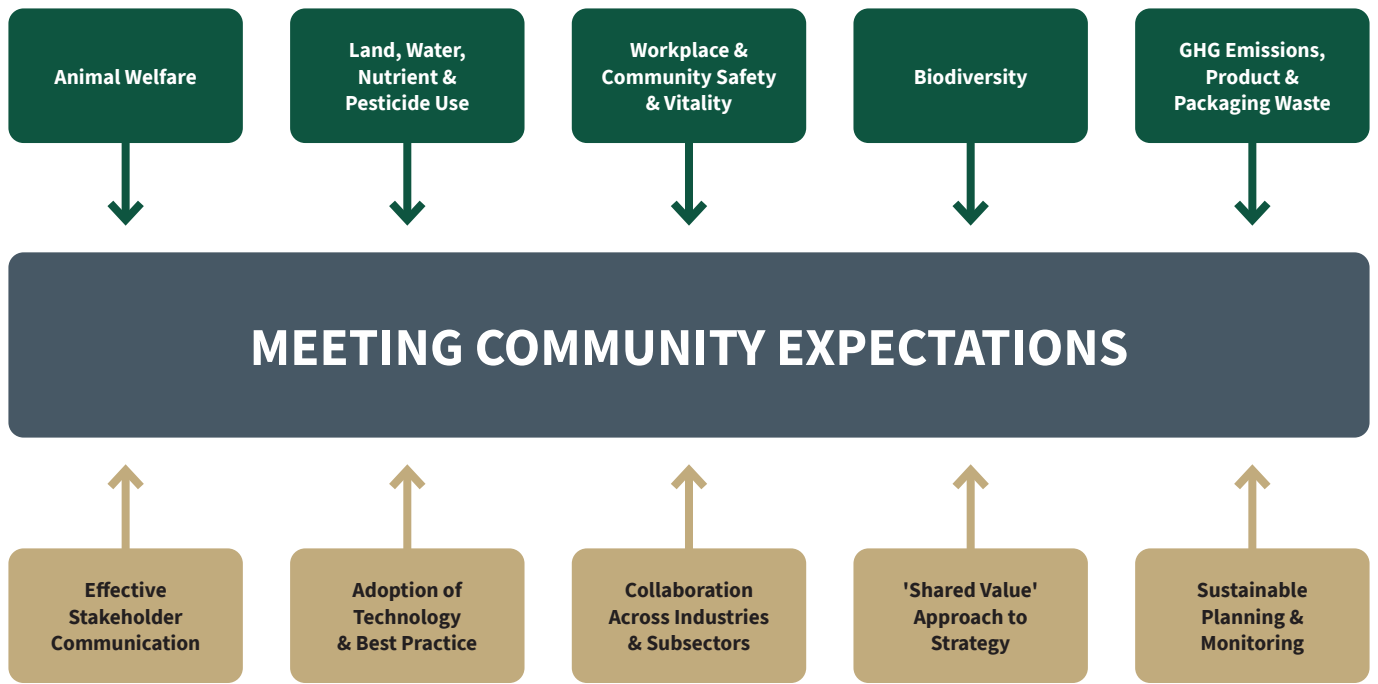 Animal Welfare
Land, Water,
Nutrient &
Pesticide Use
Workplace &
Community Safety
& Vitality
Biodiversity
GHG Emissions,
Product &
Packaging Waste
MEETING COMMUNITY EXPECTATIONS
Effective
Stakeholder
Communication
Adoption of
Technology
& Best Practice
Collaboration
Across Industries
& Subsectors
'Shared Value'
Approach to
Strategy
Sustainable
Planning &
Monitoring